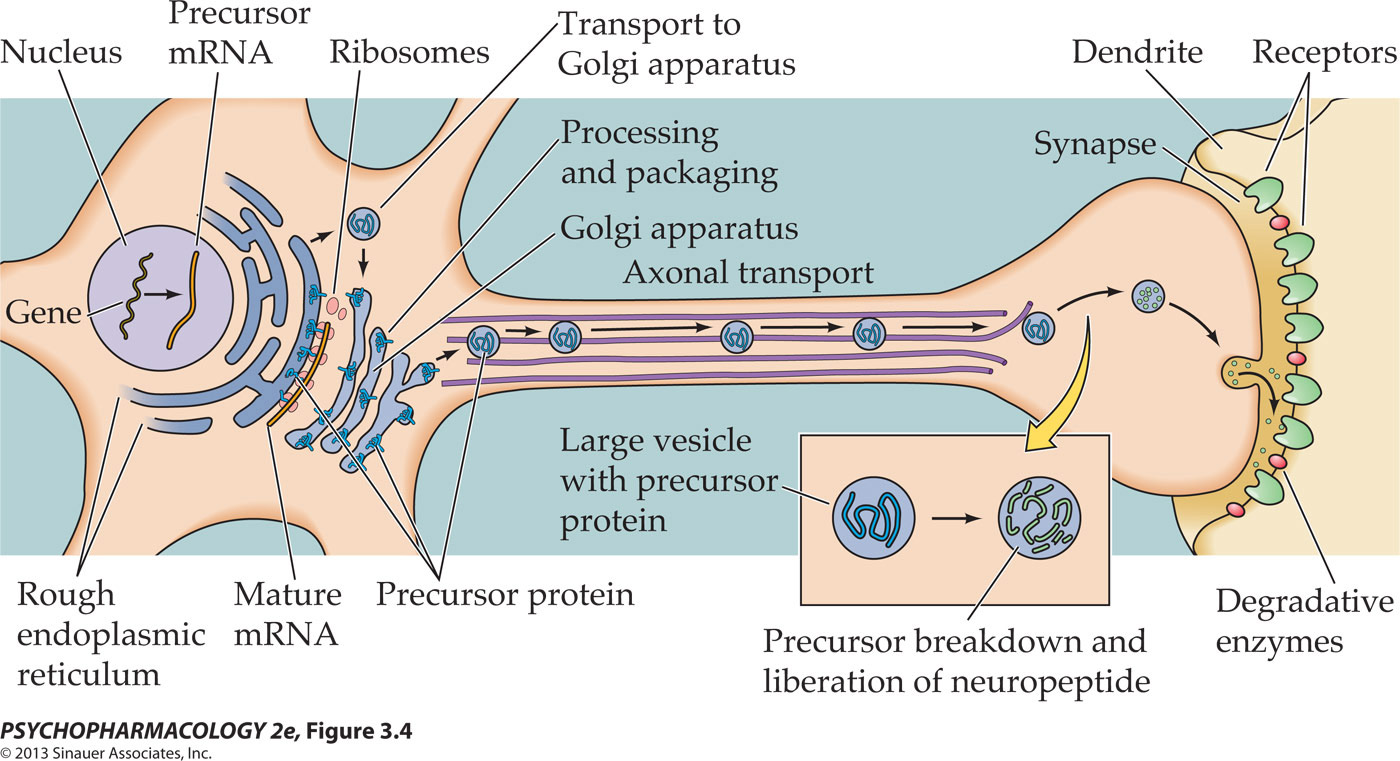 Nucleus
Precursor
mRNA
Ribosomes
Transport to
Golgi apparatus
Dendrite
Receptors
Processing
and packaging
Synapse
Golgi apparatus
Axonal transport
Gene
Large vesicle
with precursor
protein
Rough
endoplasmic
reticulum
Mature
mRNA
Precursor protein
Precursor breakdown and
liberation of neuropeptide
Degradative
enzymes
PSYCHOPHARMACOLOGY 2e, Figure 3.4
© 2013 Sinauer Associates, Inc.